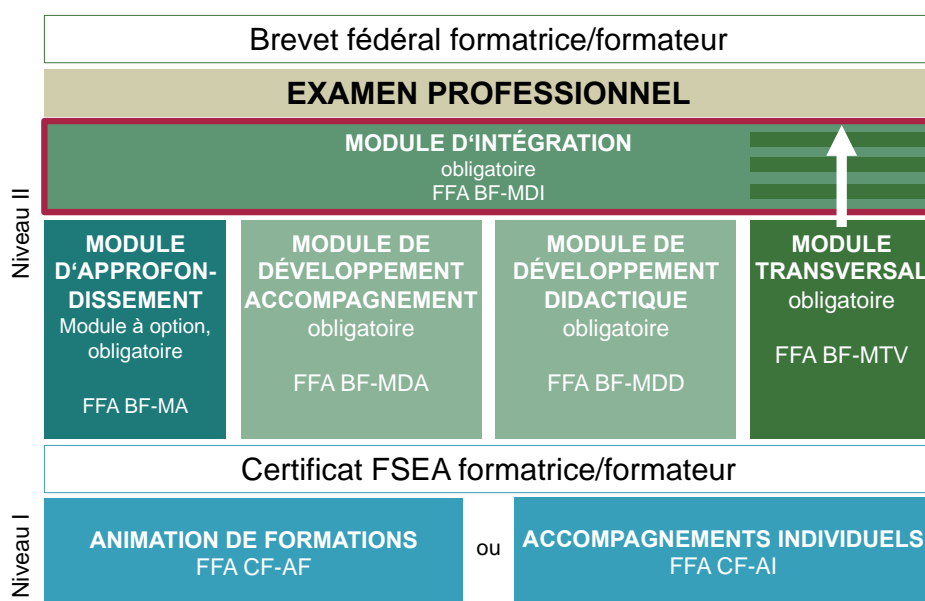 Brevet fédéral formatrice/formateur
EXAMEN PROFESSIONNEL
MODULE D‘INTÉGRATION
obligatoire
FFA BF-MDI
Niveau II
MODULE
D‘APPROFON-
DISSEMENT
Module à option,
obligatoire
FFA BF-MA
MODULE DE
DÉVELOPPEMENT
ACCOMPAGNEMENT
obligatoire
FFA BF-MDA
MODULE DE
DÉVELOPPEMENT
DIDACTIQUE
obligatoire
FFA BF-MDD
MODULE
TRANSVERSAL
obligatoire
FFA BF-MTV
Certificat FSEA formatrice/formateur
Niveau I
ANIMATION DE FORMATIONS
FFA CF-AF
ou
ACCOMPAGNEMENTS INDIVIDUELS
FFA CF-AI